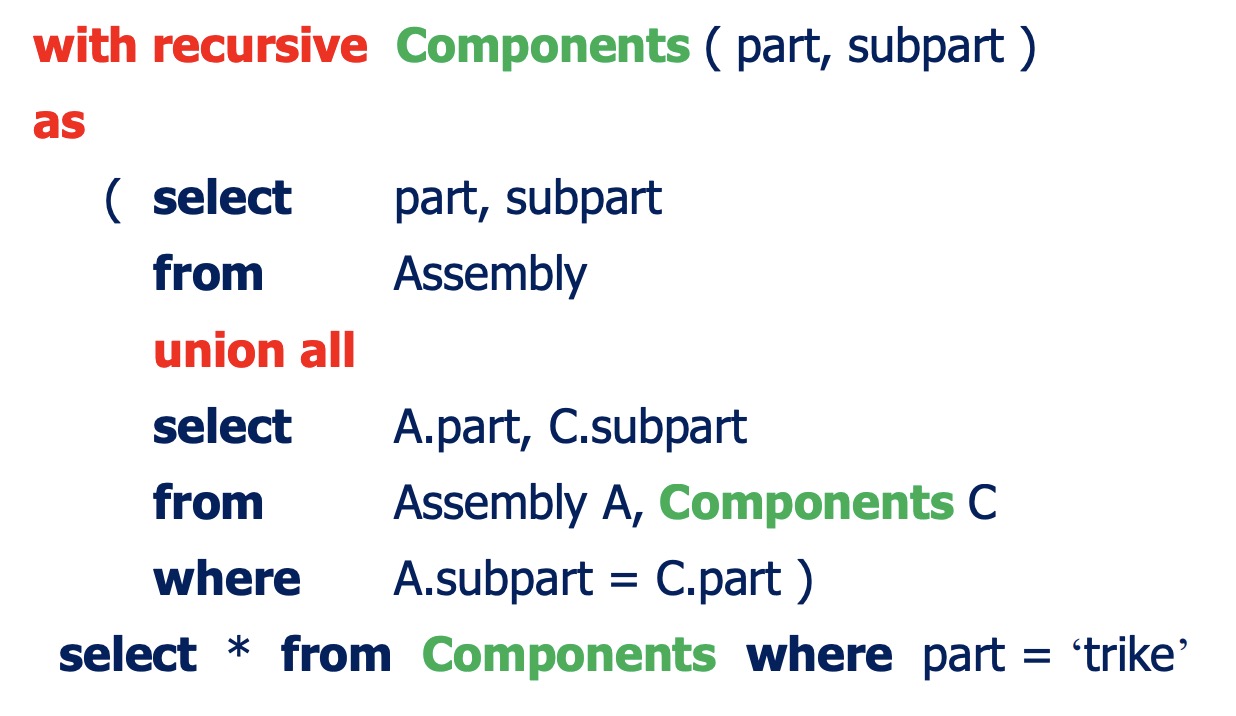 with recursive Components ( part, subpart )
as
( select part, subpart
from Assembly
union all
select A.part, C.subpart
from Assembly A, Components C
where A.subpart = C.part )
select * from Components where part = ‘trike’